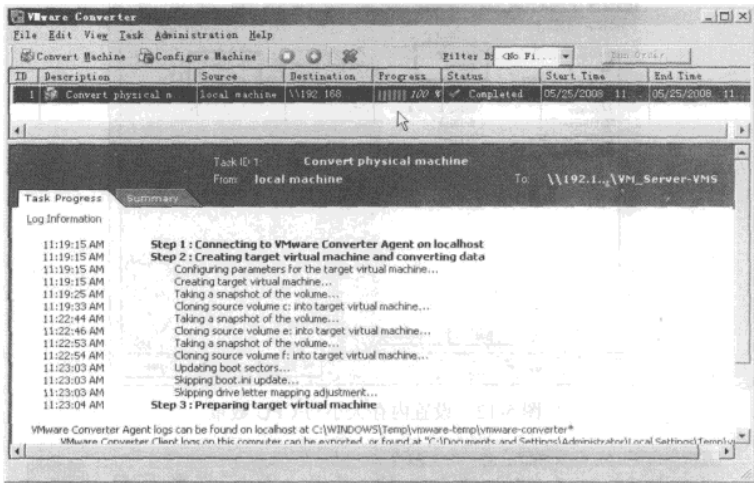 VMware Converter
File Edit View Task Administration Help
Convert Machine Configure Machine Filter By <No Fi... Run Order
ID Description Source Destination Progress Status Start Time End Time
1 Convert physical m local machine \\192.168 100 % Completed 05/25/2008 11... 05/25/2008 11...
Task ID 1: Convert physical machine
From: local machine To: \\192.1...\VM_Server-VMS
Task Progress Summary
Log Information
11:19:15 AM Step 1 : Connecting to VMware Converter Agent on localhost
11:19:15 AM Step 2 : Creating target virtual machine and converting data
11:19:15 AM Configuring parameters for the target virtual machine...
11:19:15 AM Creating target virtual machine...
11:19:25 AM Taking a snapshot of the volume...
11:19:33 AM Cloning source volume c: into target virtual machine...
11:22:44 AM Taking a snapshot of the volume...
11:22:46 AM Cloning source volume e: into target virtual machine...
11:22:53 AM Taking a snapshot of the volume...
11:22:54 AM Cloning source volume f: into target virtual machine...
11:23:03 AM Updating boot sectors...
11:23:03 AM Skipping boot.ini update...
11:23:03 AM Skipping drive letter mapping adjustment...
11:23:04 AM Step 3 : Preparing target virtual machine
VMware Converter Agent logs can be found on localhost at C:\WINDOWS\Temp\vmware-temp\vmware-converter*
VMware Converter Client logs on this computer can be exported, or found at "C:\Documents and Settings\Administrator\Local Settings\Temp\